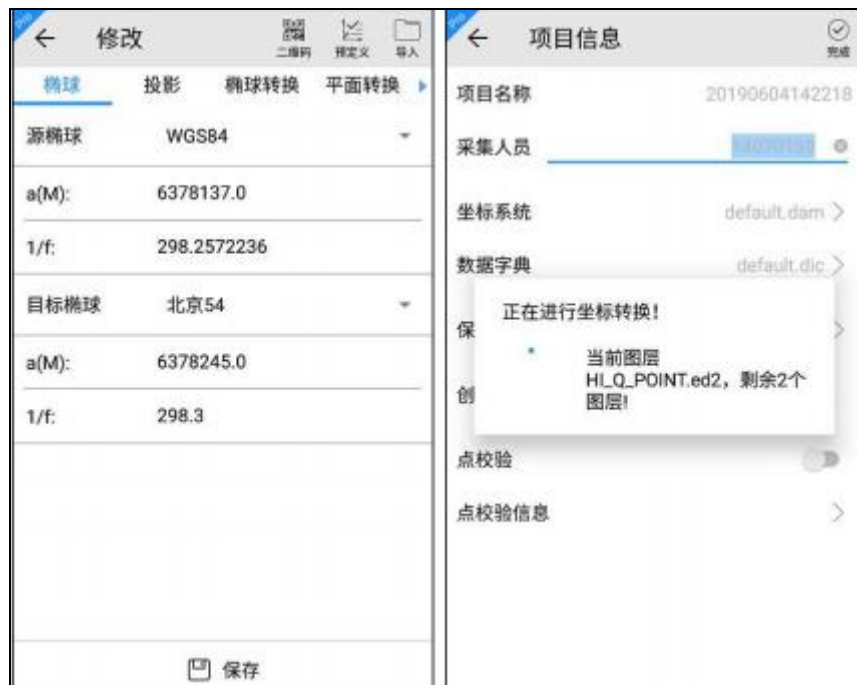 Pro
修改
二维码
预定义
导入
椭球
投影
椭球转换
平面转换
源椭球
WGS84
a(M):
6378137.0
1/f:
298.2572236
目标椭球
北京54
a(M):
6378245.0
1/f:
298.3
保存
Pro
项目信息
完成
项目名称
20190604142218
采集人员
坐标系统
default.dam
数据字典
default.dic
保
创
正在进行坐标转换!
当前图层
HI_Q_POINT.ed2，剩余2个
图层!
点校验
点校验信息